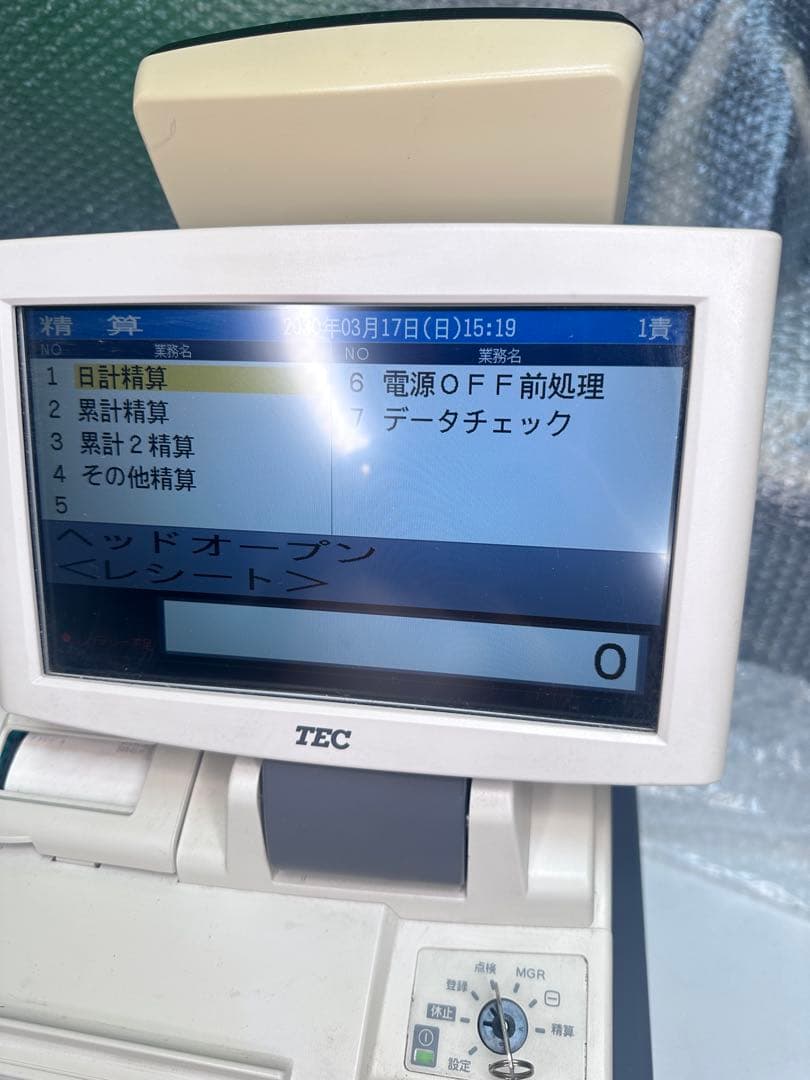 精 算 年03月17日(日)15:19 1責
NO 業務名 NO 業務名
1 日計精算 6 電源OFF前処理
2 累計精算 7 データチェック
3 累計2精算
4 その他精算
5
ヘッドオープン
<レシート>
0
TEC
点検 MGR
登録 ⊖
休止 精算
設定